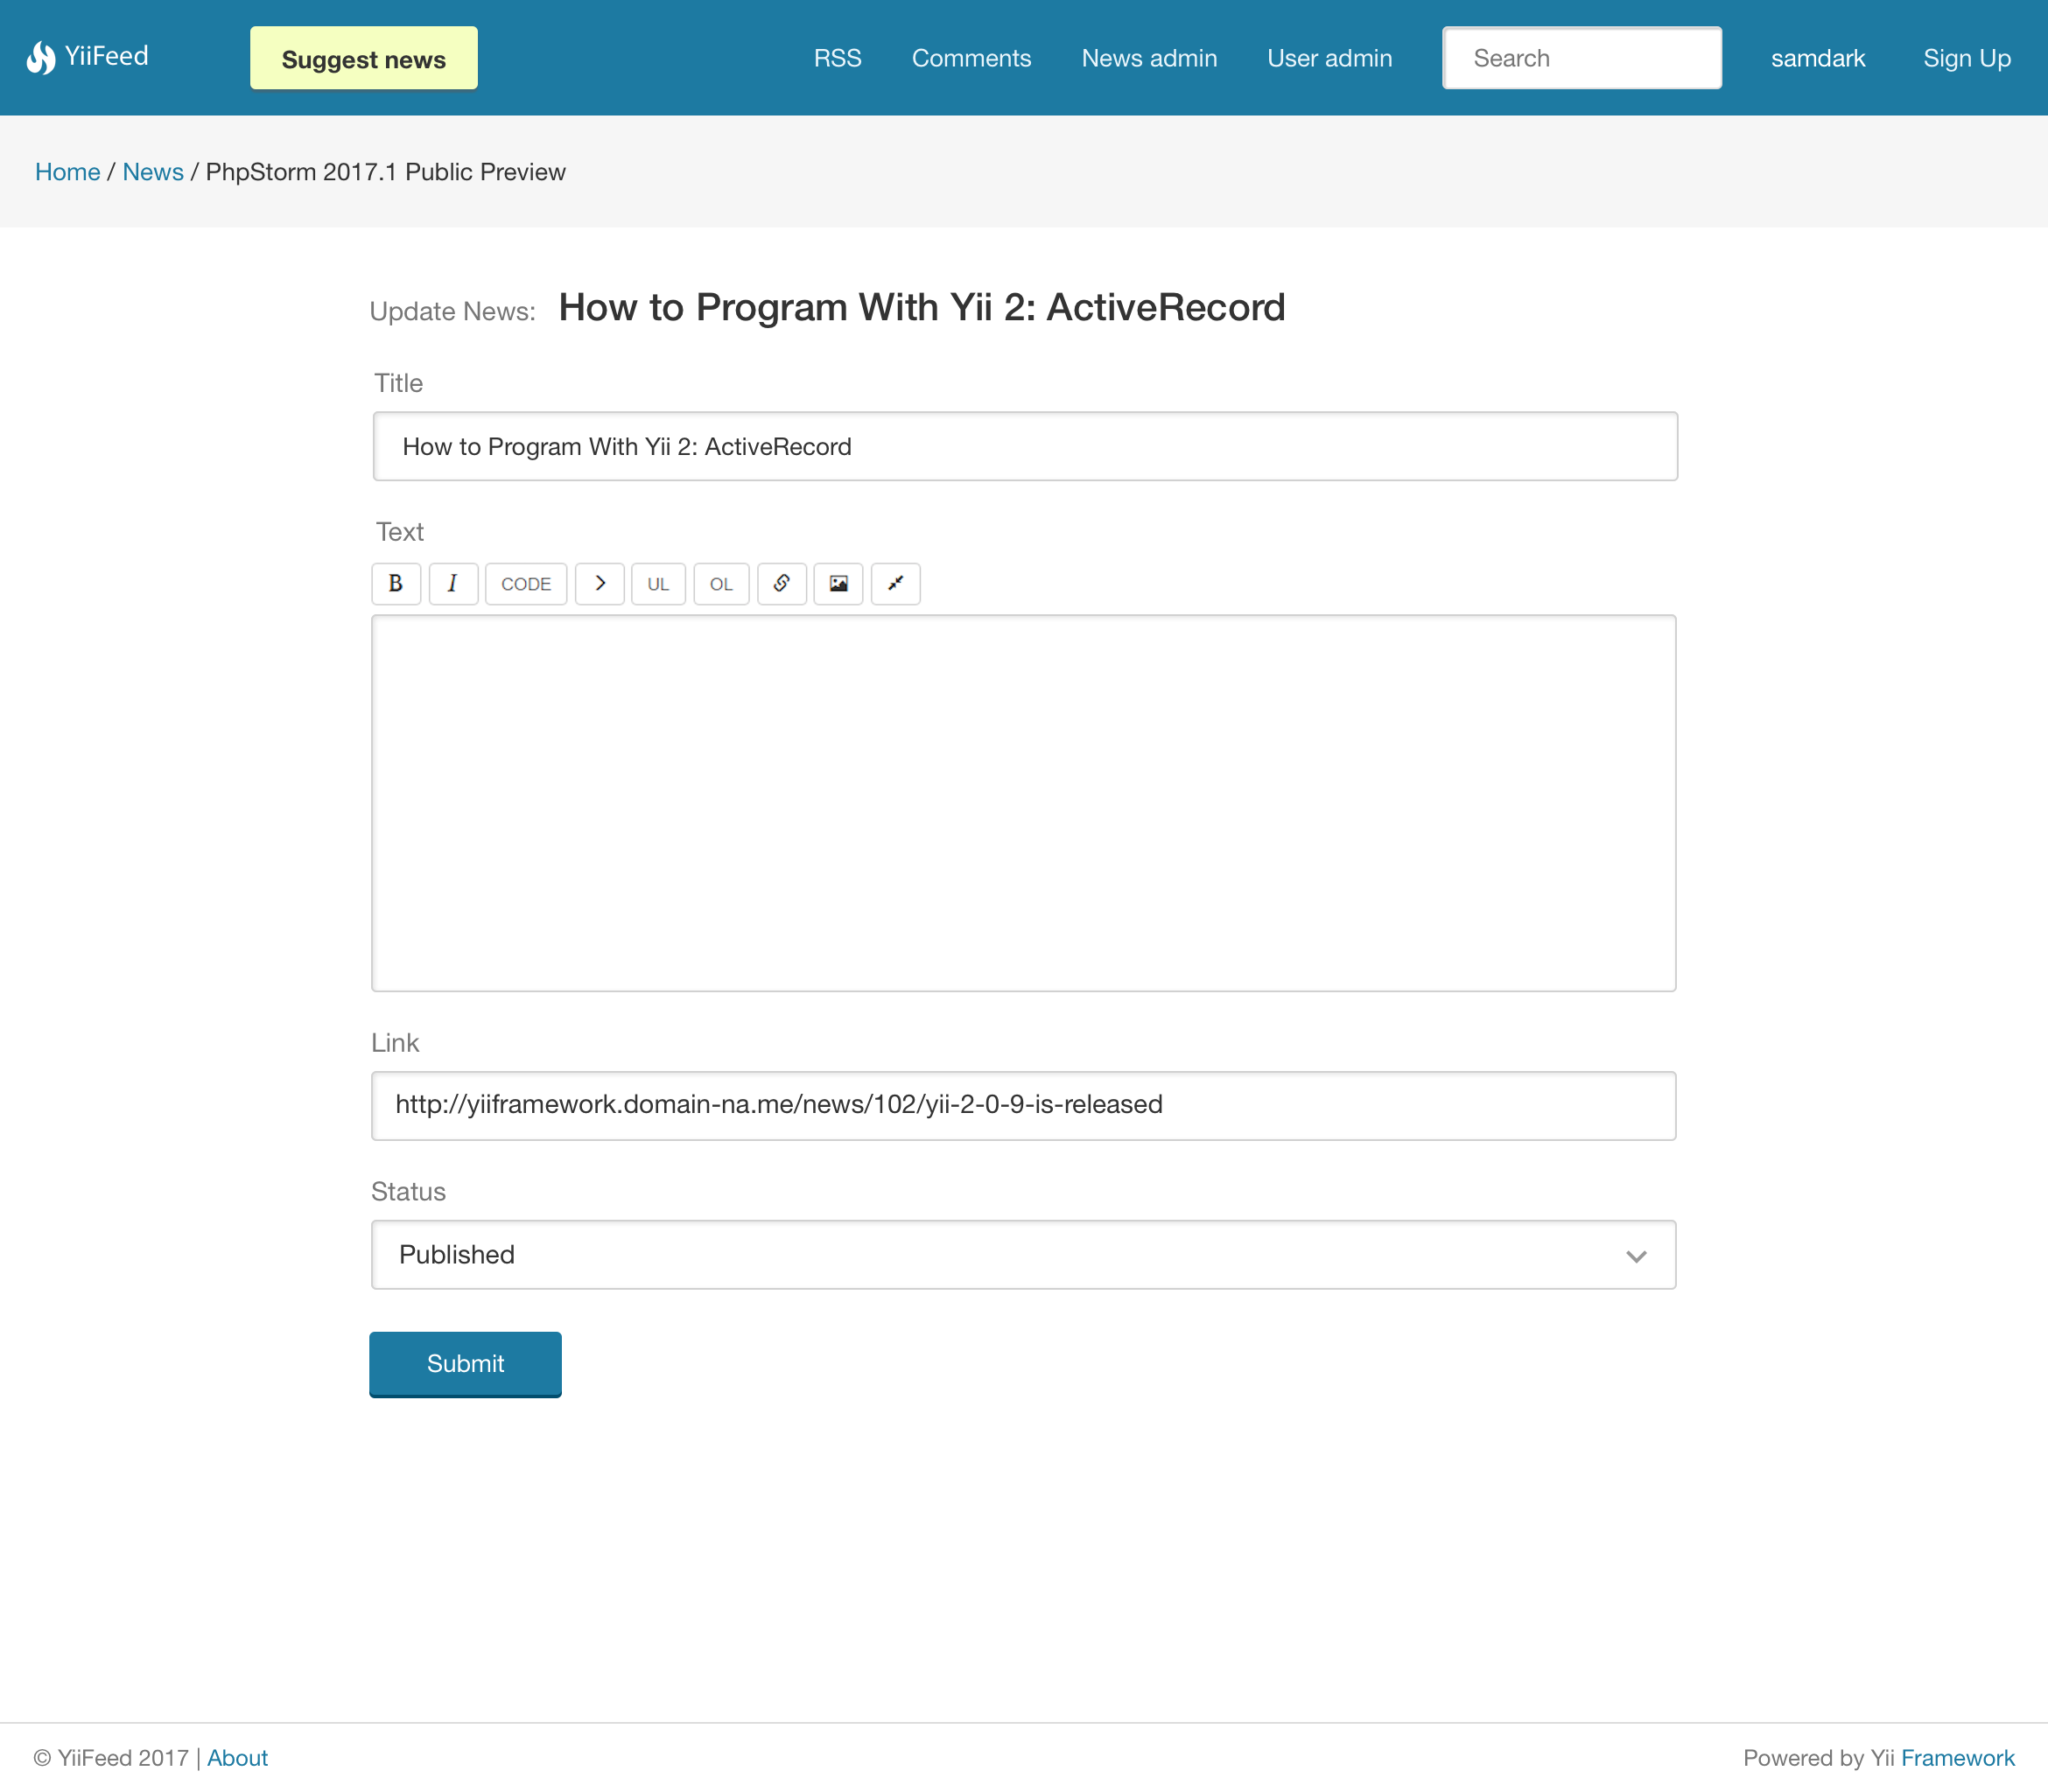 YiiFeed
Suggest news
RSS
Comments
News admin
User admin
Search
samdark
Sign Up
Home / News / PhpStorm 2017.1 Public Preview
Update News: How to Program With Yii 2: ActiveRecord
Title
How to Program With Yii 2: ActiveRecord
Text
B I CODE > UL OL
Link
http://yiiframework.domain-na.me/news/102/yii-2-0-9-is-released
Status
Published
Submit
© YiiFeed 2017 | About
Powered by Yii Framework